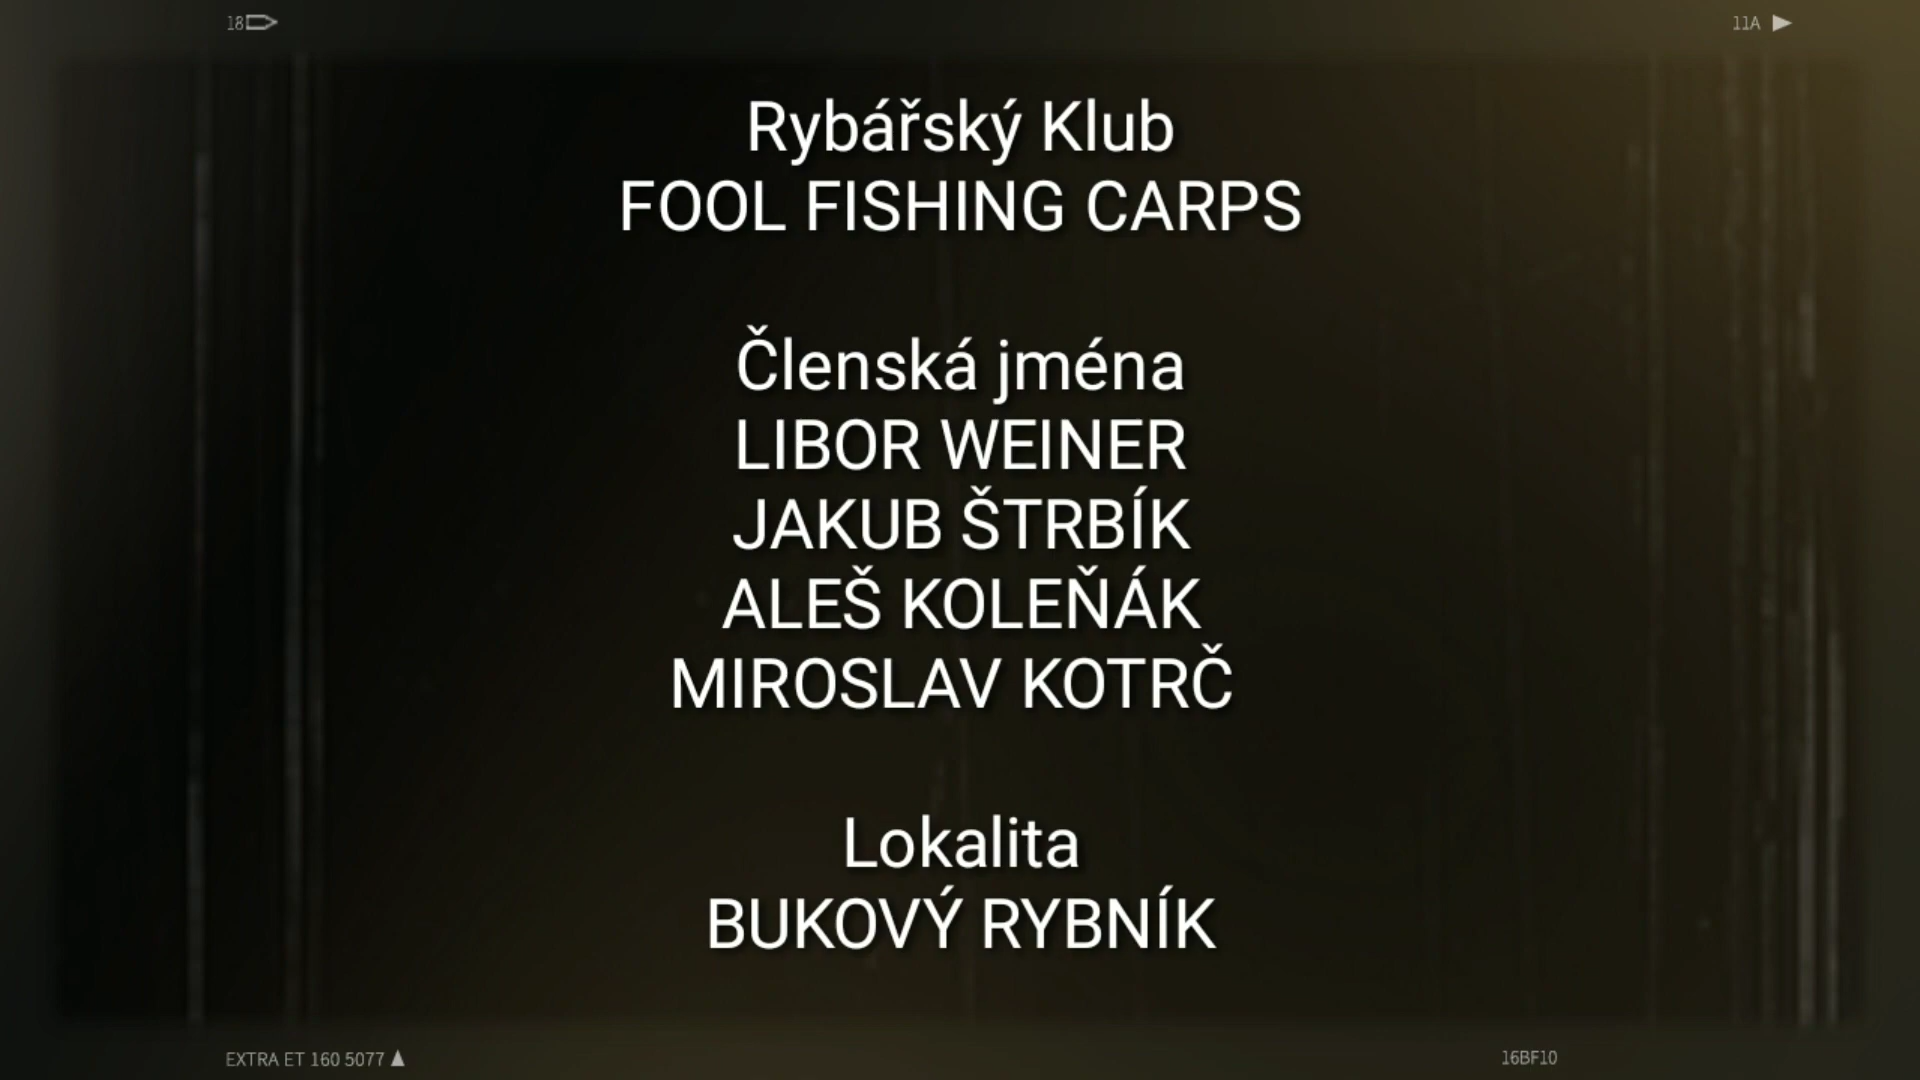 18
11A
Rybářský Klub
FOOL FISHING CARPS
Členská jména
LIBOR WEINER
JAKUB ŠTRBÍK
ALEŠ KOLEŇÁK
MIROSLAV KOTRČ
Lokalita
BUKOVÝ RYBNÍK
EXTRA ET 160 5077
16BF10